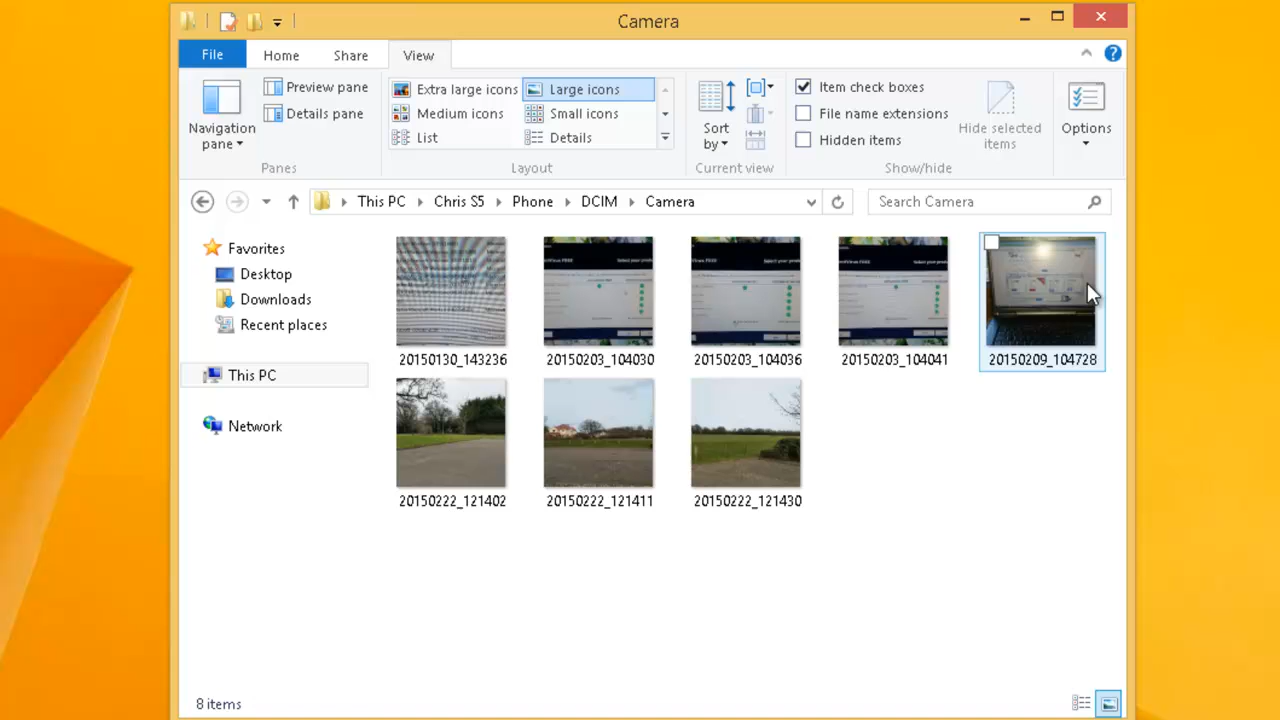 Camera
File Home Share View
Navigation pane
Preview pane
Details pane
Panes
Extra large icons Large icons
Medium icons Small icons
List Details
Layout
Sort by
Current view
Item check boxes
File name extensions
Hidden items
Hide selected items
Show/hide
Options
This PC Chris S5 Phone DCIM Camera
Search Camera
Favorites
Desktop
Downloads
Recent places
This PC
Network
20150130_143236 20150203_104030 20150203_104036 20150203_104041 20150209_104728
20150222_121402 20150222_121411 20150222_121430
8 items